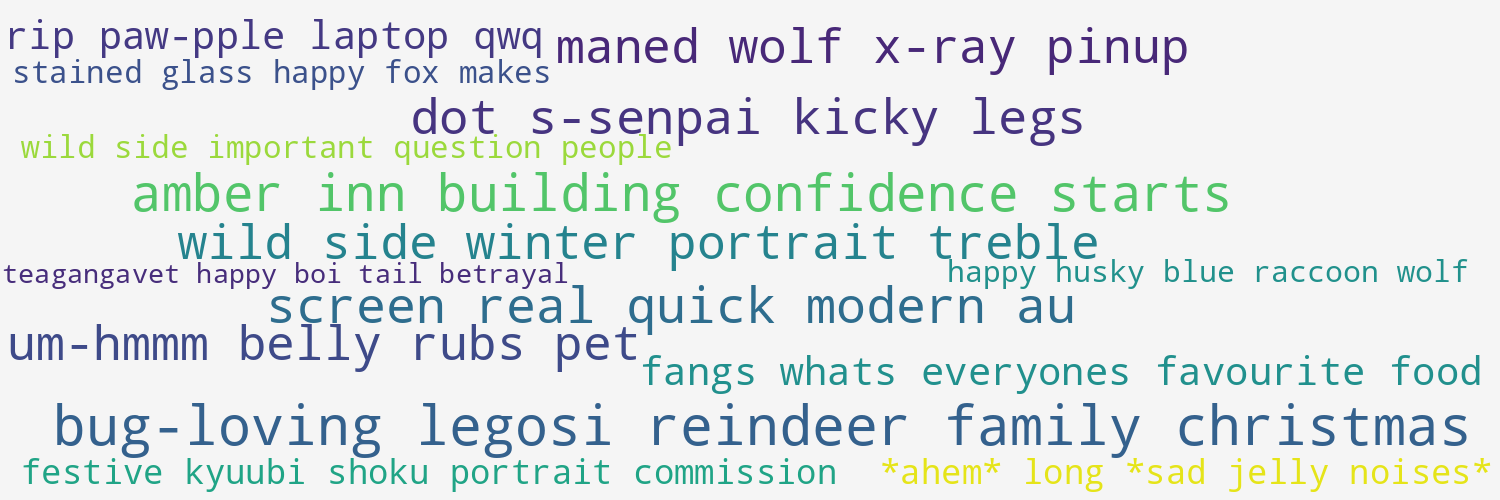 rip paw-pple laptop qwq
maned wolf x-ray pinup
stained glass happy fox makes
dot s-senpai kicky legs
wild side important question people
amber inn building confidence starts
wild side winter portrait treble
teagangavet happy boi tail betrayal
happy husky blue raccoon wolf
screen real quick modern au
um-hmmm belly rubs pet
fangs whats everyones favourite food
bug-loving legosi reindeer family christmas
festive kyuubi shoku portrait commission
*ahem* long *sad jelly noises*